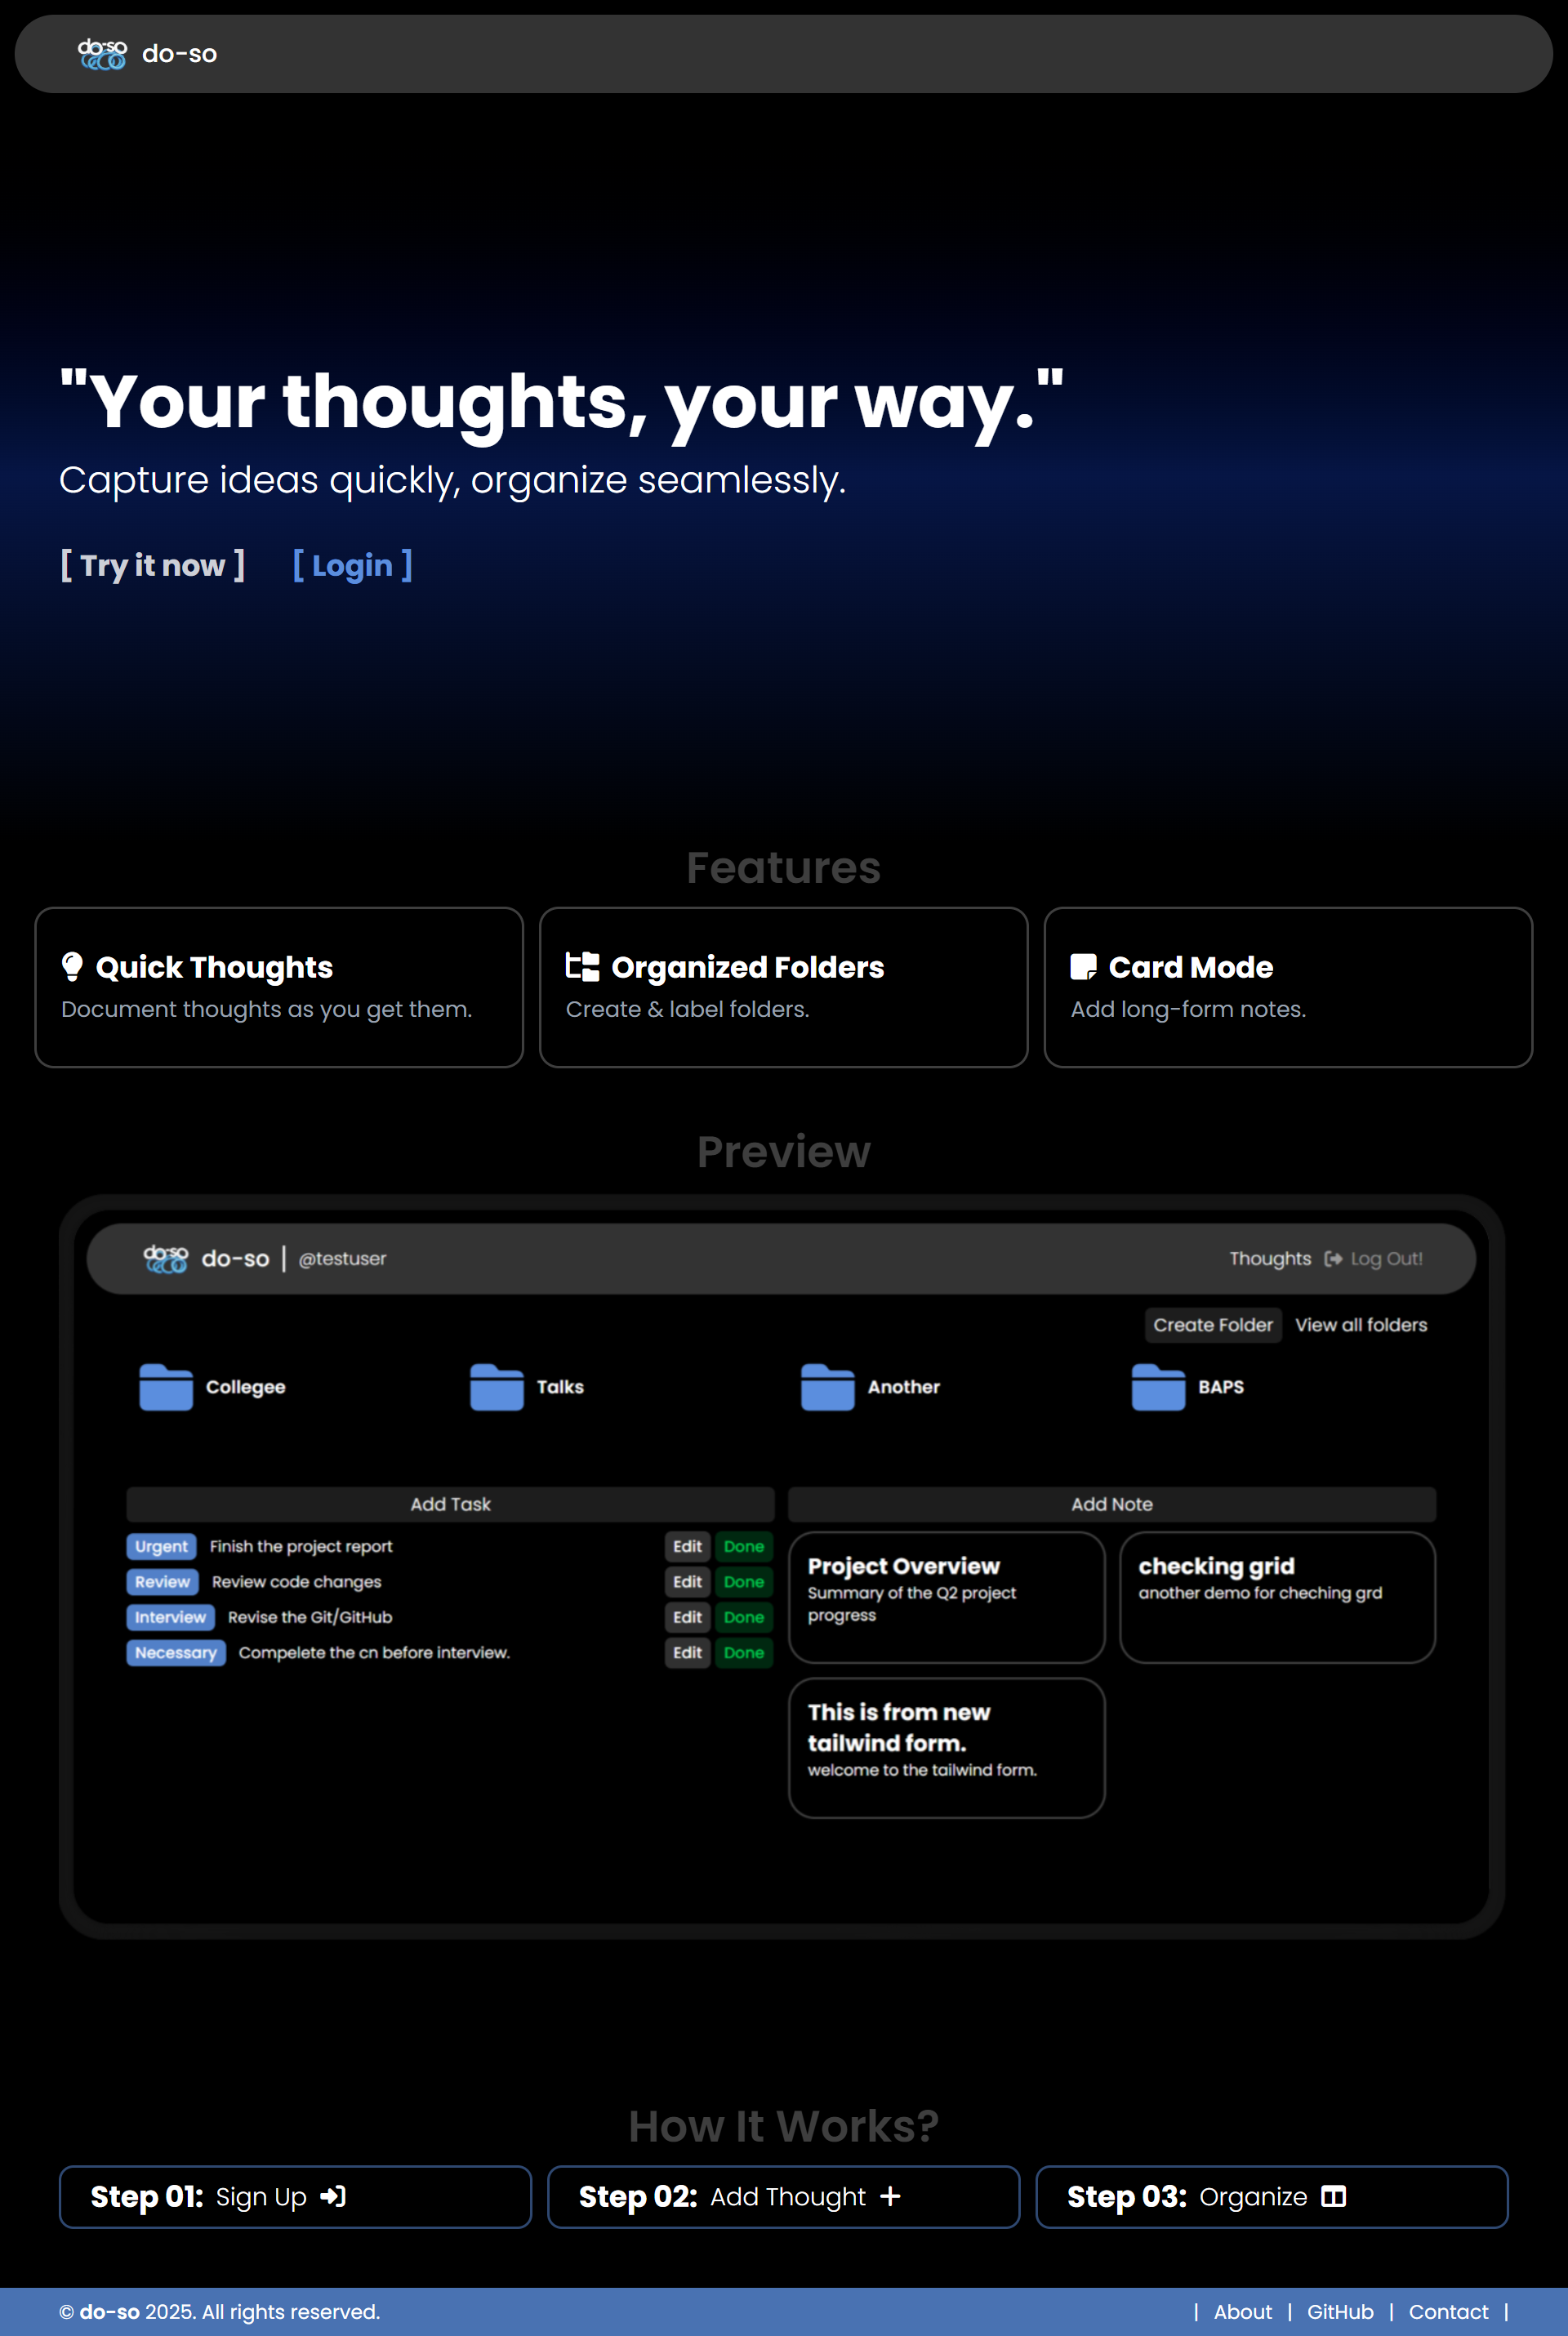 do-so do-so
"Your thoughts, your way."
Capture ideas quickly, organize seamlessly.
[ Try it now ] [ Login ]
Features
Quick Thoughts
Document thoughts as you get them.
Organized Folders
Create & label folders.
Card Mode
Add long-form notes.
Preview
do-so do-so | @testuser Thoughts Log Out!
Create Folder View all folders
Collegee Talks Another BAPS
Add Task
Urgent Finish the project report Edit Done
Review Review code changes Edit Done
Interview Revise the Git/GitHub Edit Done
Necessary Compelete the cn before interview. Edit Done
Add Note
Project Overview
Summary of the Q2 project
progress
checking grid
another demo for cheching grd
This is from new
tailwind form.
welcome to the tailwind form.
How It Works?
Step 01: Sign Up
Step 02: Add Thought
Step 03: Organize
© do-so 2025. All rights reserved. | About | GitHub | Contact |